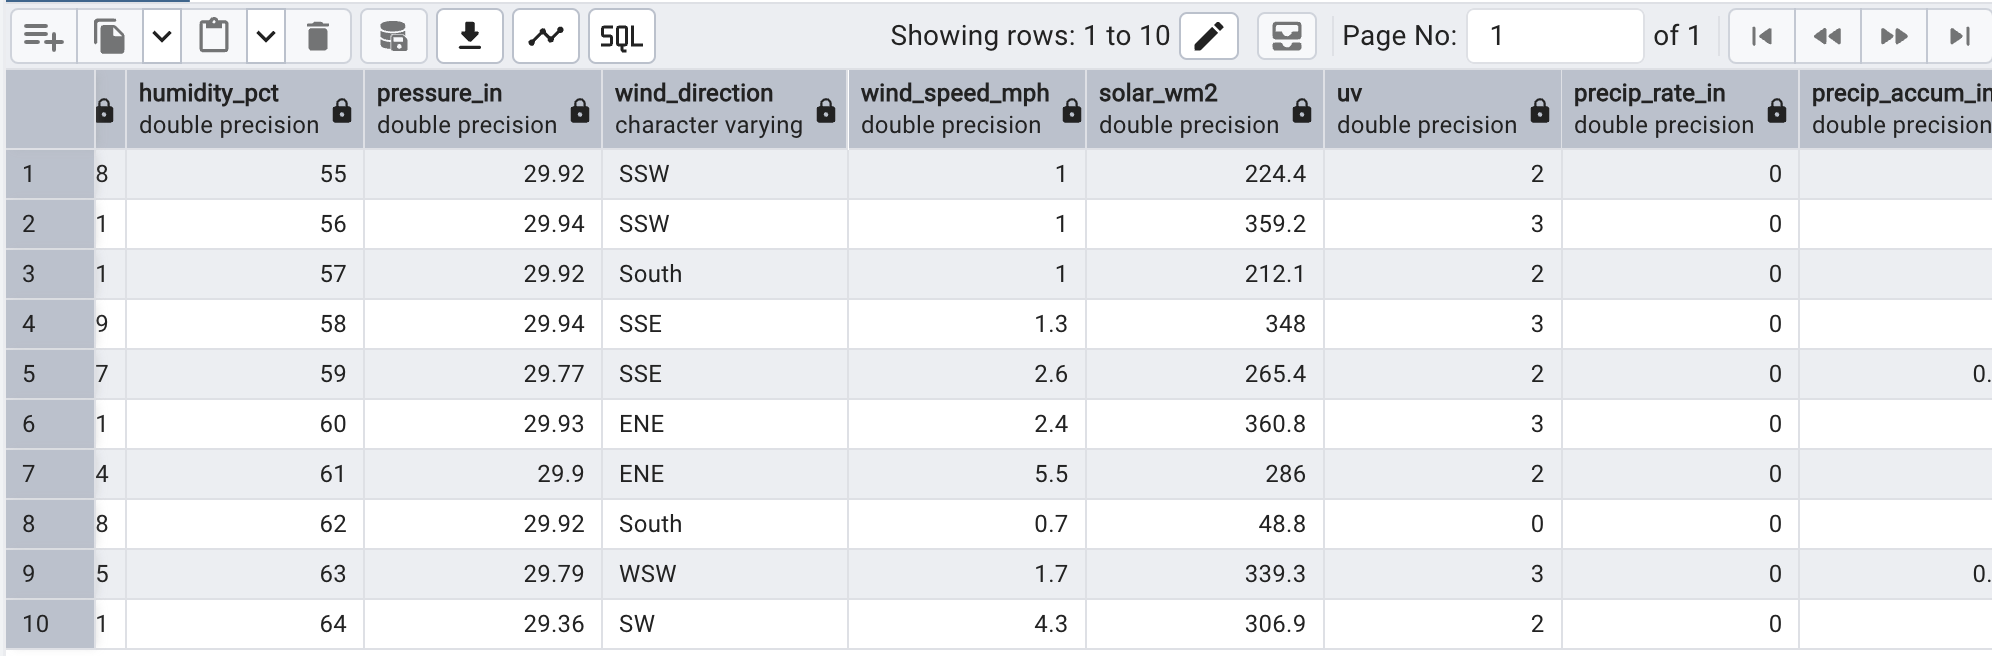 SQL Showing rows: 1 to 10 Page No: 1 of 1
humidity_pct pressure_in wind_direction wind_speed_mph solar_wm2 uv precip_rate_in precip_accum_in
double precision double precision character varying double precision double precision double precision double precision double precision
1 8 55 29.92 SSW 1 224.4 2 0
2 1 56 29.94 SSW 1 359.2 3 0
3 1 57 29.92 South 1 212.1 2 0
4 9 58 29.94 SSE 1.3 348 3 0
5 7 59 29.77 SSE 2.6 265.4 2 0 0.
6 1 60 29.93 ENE 2.4 360.8 3 0
7 4 61 29.9 ENE 5.5 286 2 0
8 8 62 29.92 South 0.7 48.8 0 0
9 5 63 29.79 WSW 1.7 339.3 3 0 0.
10 1 64 29.36 SW 4.3 306.9 2 0